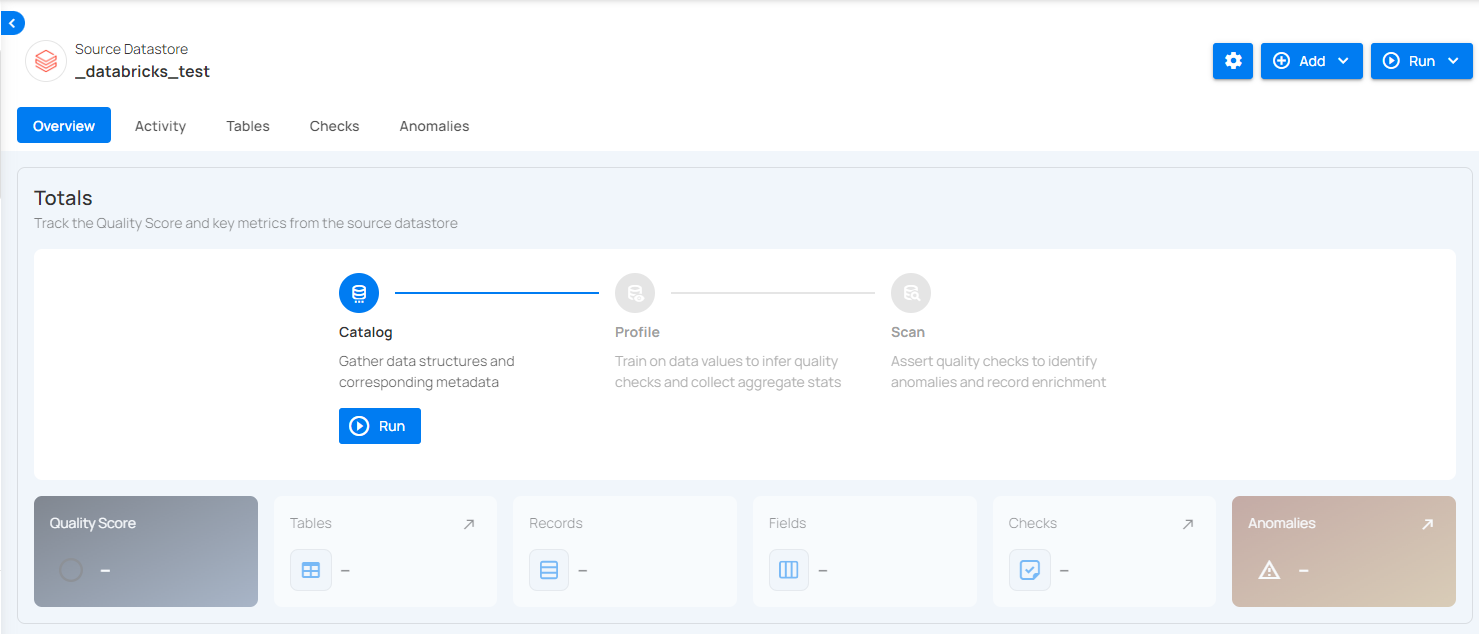 Source Datastore
_databricks_test
Add
Run
Overview
Activity
Tables
Checks
Anomalies
Totals
Track the Quality Score and key metrics from the source datastore
Catalog
Gather data structures and
corresponding metadata
Run
Profile
Train on data values to infer quality
checks and collect aggregate stats
Scan
Assert quality checks to identify
anomalies and record enrichment
Quality Score
–
Tables
–
Records
–
Fields
–
Checks
–
Anomalies
–